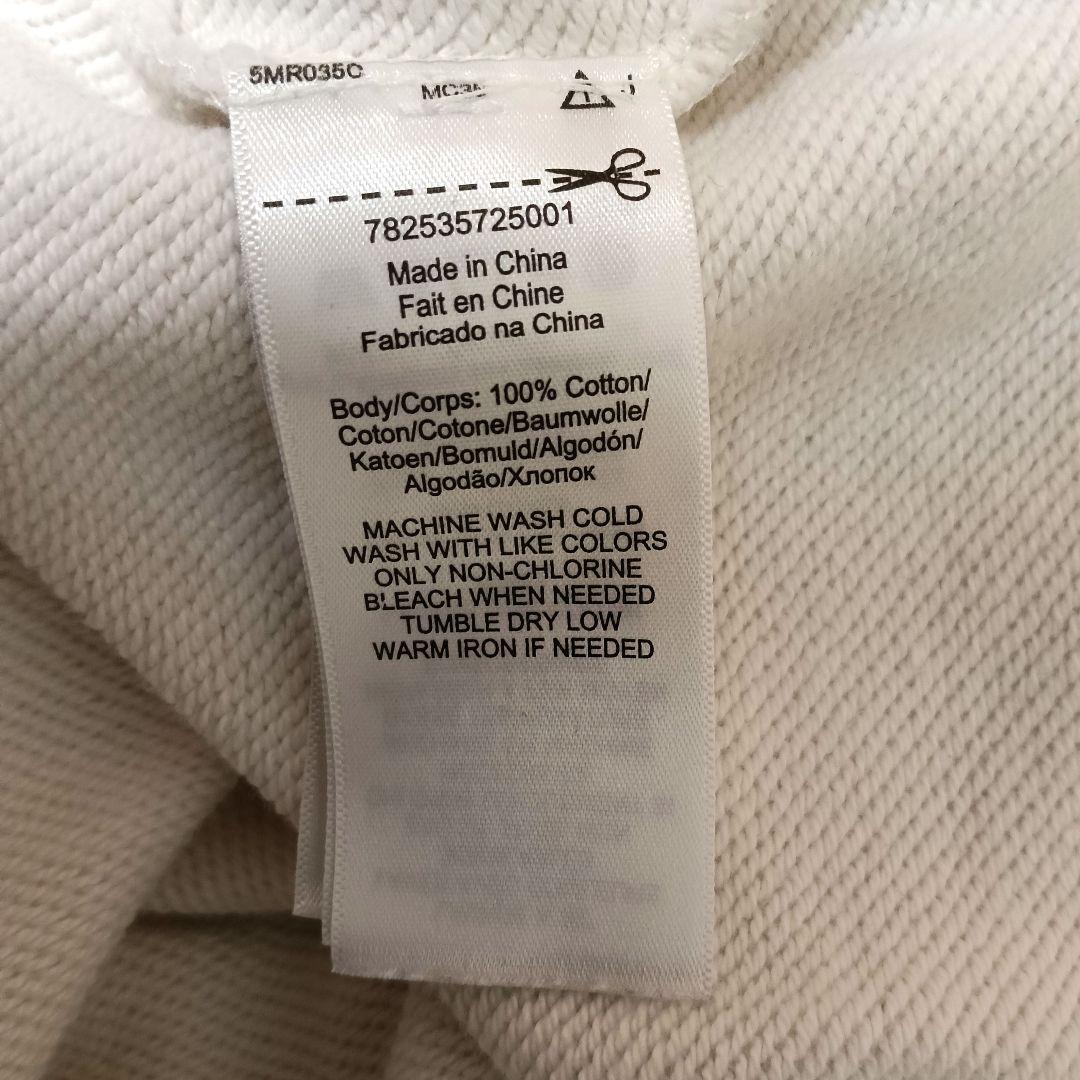 5MR035C
782535725001
Made in China
Fait en Chine
Fabricado na China
Body/Corps: 100% Cotton/
Coton/Cotone/Baumwolle/
Katoen/Bomuld/Algodón/
Algodão/Хлопок
MACHINE WASH COLD
WASH WITH LIKE COLORS
ONLY NON-CHLORINE
BLEACH WHEN NEEDED
TUMBLE DRY LOW
WARM IRON IF NEEDED